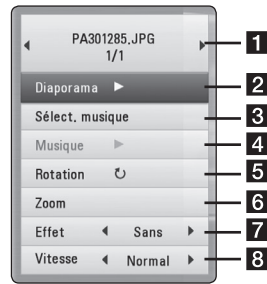 PA301285.JPG
1/1
1
Diaporama
2
Sélect. musique
3
Musique
4
Rotation
5
Zoom
6
Effet Sans
7
Vitesse Normal
8